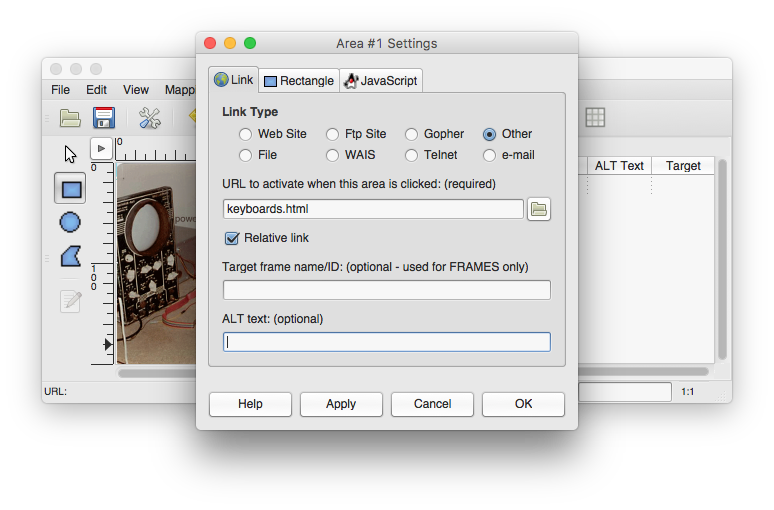 Area #1 Settings
File Edit View Mapp
Link Rectangle JavaScript
Link Type
Web Site Ftp Site Gopher Other
File WAIS Telnet e-mail
URL to activate when this area is clicked: (required)
keyboards.html
Relative link
Target frame name/ID: (optional - used for FRAMES only)
ALT text: (optional)
Help Apply Cancel OK
ALT Text Target
0
0
100
powe
URL:
1:1